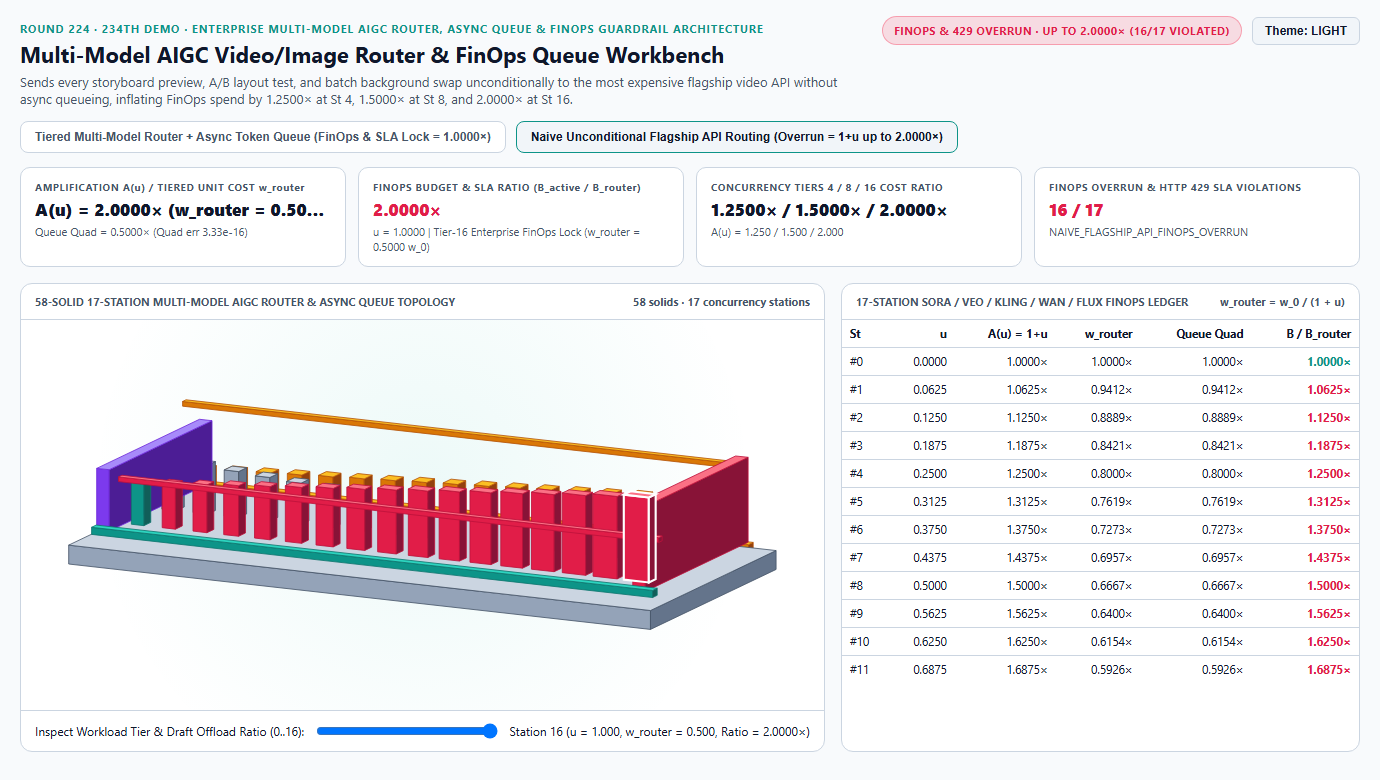 ROUND 224 · 234TH DEMO · ENTERPRISE MULTI-MODEL AIGC ROUTER, ASYNC QUEUE & FINOPS GUARDRAIL ARCHITECTURE
Multi-Model AIGC Video/Image Router & FinOps Queue Workbench
Sends every storyboard preview, A/B layout test, and batch background swap unconditionally to the most expensive flagship video API without
async queueing, inflating FinOps spend by 1.2500× at St 4, 1.5000× at St 8, and 2.0000× at St 16.
FINOPS & 429 OVERRUN · UP TO 2.0000× (16/17 VIOLATED)
Theme: LIGHT
Tiered Multi-Model Router + Async Token Queue (FinOps & SLA Lock = 1.0000×)
Naive Unconditional Flagship API Routing (Overrun = 1+u up to 2.0000×)
AMPLIFICATION A(u) / TIERED UNIT COST w_router
A(u) = 2.0000× (w_router = 0.50...
Queue Quad = 0.5000× (Quad err 3.33e-16)
FINOPS BUDGET & SLA RATIO (B_active / B_router)
2.0000×
u = 1.0000 | Tier-16 Enterprise FinOps Lock (w_router =
0.5000 w_0)
CONCURRENCY TIERS 4 / 8 / 16 COST RATIO
1.2500× / 1.5000× / 2.0000×
A(u) = 1.250 / 1.500 / 2.000
FINOPS OVERRUN & HTTP 429 SLA VIOLATIONS
16 / 17
NAIVE_FLAGSHIP_API_FINOPS_OVERRUN
58-SOLID 17-STATION MULTI-MODEL AIGC ROUTER & ASYNC QUEUE TOPOLOGY
58 solids · 17 concurrency stations
Inspect Workload Tier & Draft Offload Ratio (0..16):
Station 16 (u = 1.000, w_router = 0.500, Ratio = 2.0000×)
17-STATION SORA / VEO / KLING / WAN / FLUX FINOPS LEDGER
w_router = w_0 / (1 + u)
St u A(u) = 1+u w_router Queue Quad B / B_router
#0 0.0000 1.0000× 1.0000× 1.0000× 1.0000×
#1 0.0625 1.0625× 0.9412× 0.9412× 1.0625×
#2 0.1250 1.1250× 0.8889× 0.8889× 1.1250×
#3 0.1875 1.1875× 0.8421× 0.8421× 1.1875×
#4 0.2500 1.2500× 0.8000× 0.8000× 1.2500×
#5 0.3125 1.3125× 0.7619× 0.7619× 1.3125×
#6 0.3750 1.3750× 0.7273× 0.7273× 1.3750×
#7 0.4375 1.4375× 0.6957× 0.6957× 1.4375×
#8 0.5000 1.5000× 0.6667× 0.6667× 1.5000×
#9 0.5625 1.5625× 0.6400× 0.6400× 1.5625×
#10 0.6250 1.6250× 0.6154× 0.6154× 1.6250×
#11 0.6875 1.6875× 0.5926× 0.5926× 1.6875×